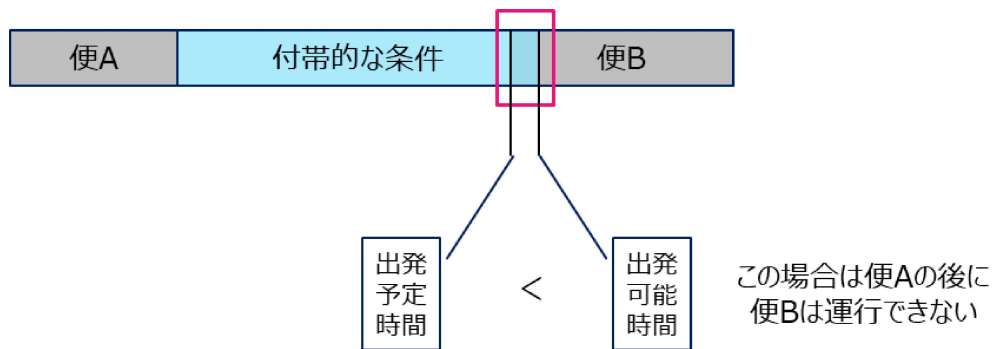 便A
付帯的な条件
便B
出発
予定
時間
<
出発
可能
時間
この場合は便Aの後に
便Bは運行できない